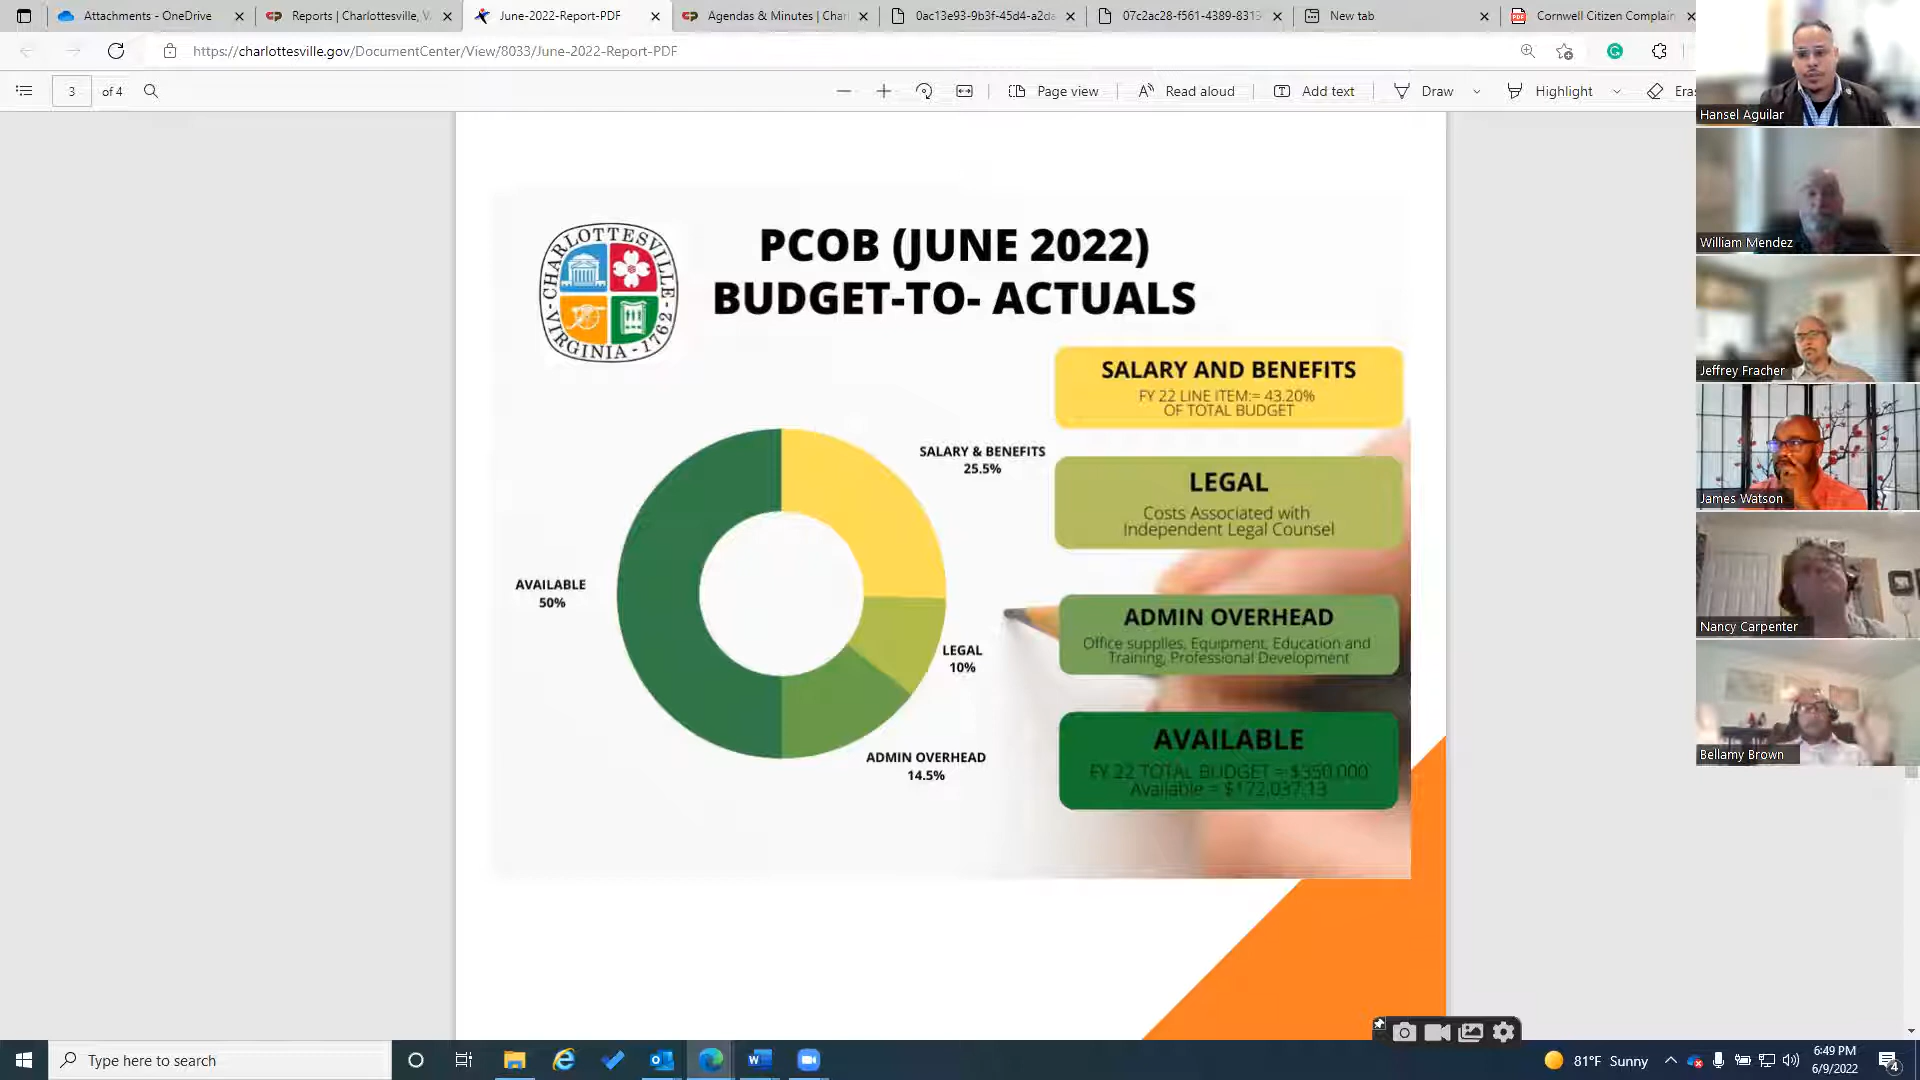 Attachments - OneDrive
Reports | Charlottesville, V
June-2022-Report-PDF
Agendas & Minutes | Char
0ac13e93-9b3f-45d4-a2da
07c2ac28-f561-4389-8313
New tab
Cornwell Citizen Complain
https://charlottesville.gov/DocumentCenter/View/8033/June-2022-Report-PDF
3 of 4
Page view
Read aloud
Add text
Draw
Highlight
Eras
CHARLOTTESVILLE
VIRGINIA - 1762
PCOB (JUNE 2022)
BUDGET-TO- ACTUALS
SALARY AND BENEFITS
FY 22 LINE ITEM:= 43.20%
OF TOTAL BUDGET
SALARY & BENEFITS
25.5%
LEGAL
Costs Associated with
Independent Legal Counsel
AVAILABLE
50%
ADMIN OVERHEAD
Office supplies, Equipment, Education and
Training, Professional Development
LEGAL
10%
ADMIN OVERHEAD
14.5%
AVAILABLE
FY 22 TOTAL BUDGET = $350,000
Available = $172,037.13
Hansel Aguilar
William Mendez
Jeffrey Fracher
James Watson
Nancy Carpenter
Bellamy Brown
Type here to search
81°F Sunny
6:49 PM
6/9/2022
4